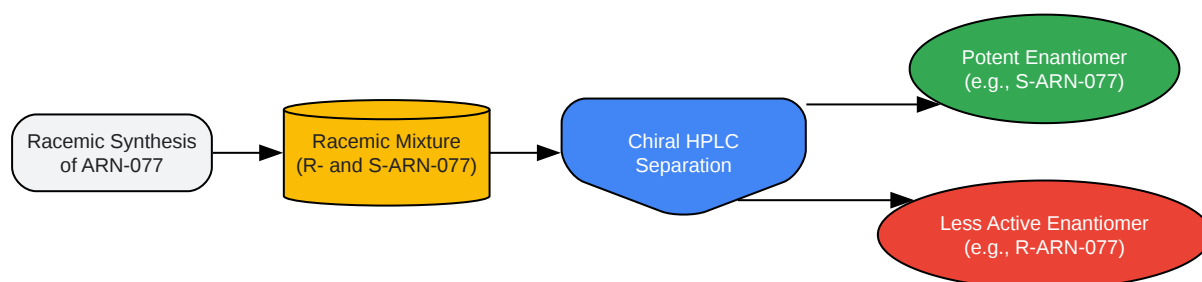 Racemic Synthesis
of ARN-077
Racemic Mixture
(R- and S-ARN-077)
Chiral HPLC
Separation
Potent Enantiomer
(e.g., S-ARN-077)
Less Active Enantiomer
(e.g., R-ARN-077)